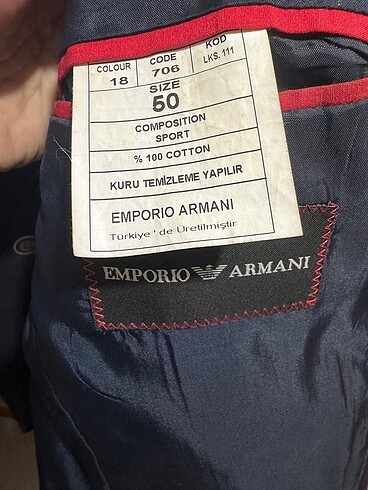 COLOUR CODE KOD
18 706 LKS. 111
SIZE
50
COMPOSITION
SPORT
% 100 COTTON
KURU TEMİZLEME YAPILIR
EMPORIO ARMANI
Türkiye ' de Üretilmiştir
EMPORIO ARMANI